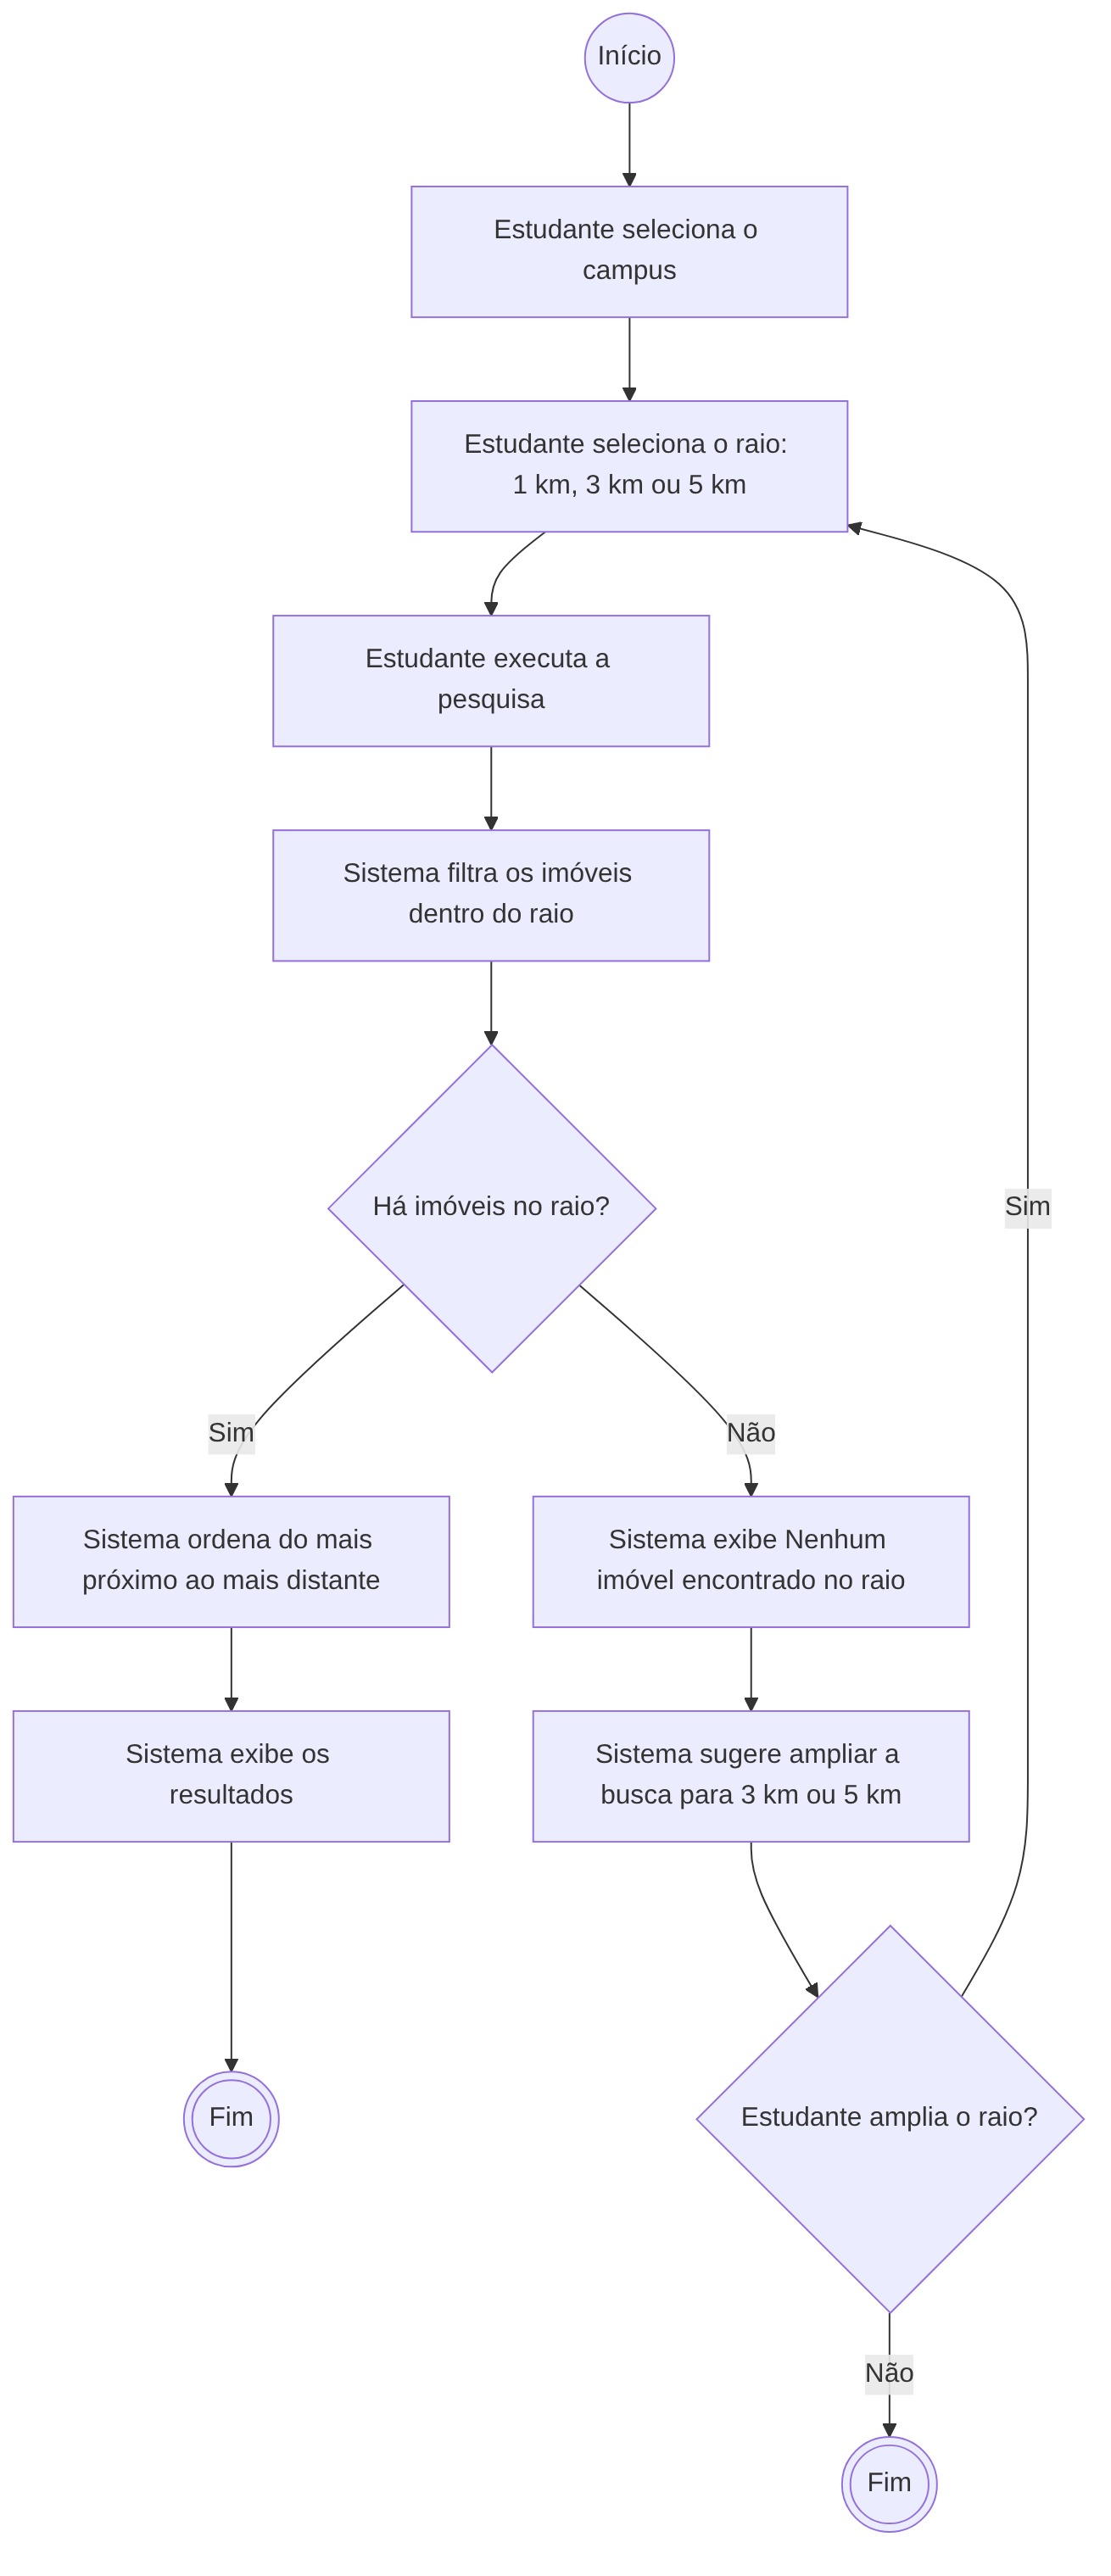 Início
Estudante seleciona o
campus
Estudante seleciona o raio:
1 km, 3 km ou 5 km
Estudante executa a
pesquisa
Sistema filtra os imóveis
dentro do raio
Há imóveis no raio?
Sim
Sim
Não
Sistema ordena do mais
próximo ao mais distante
Sistema exibe Nenhum
imóvel encontrado no raio
Sistema exibe os
resultados
Sistema sugere ampliar a
busca para 3 km ou 5 km
Fim
Estudante amplia o raio?
Não
Fim